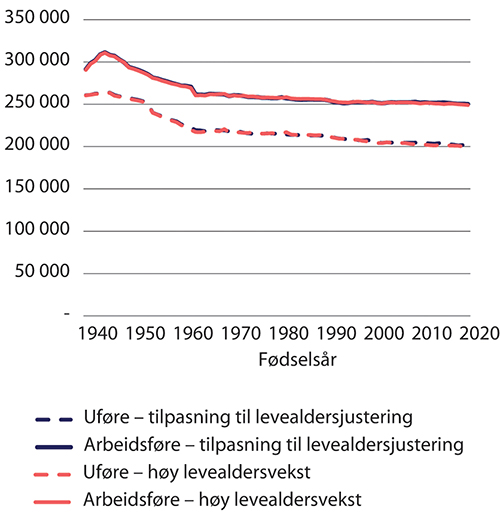 350 000
300 000
250 000
200 000
150 000
100 000
50 000
-
1940 1950 1960 1970 1980 1990 2000 2010 2020
Fødselsår
Uføre – tilpasning til levealdersjustering
Arbeidsføre – tilpasning til levealdersjustering
Uføre – høy levealdersvekst
Arbeidsføre – høy levealdersvekst